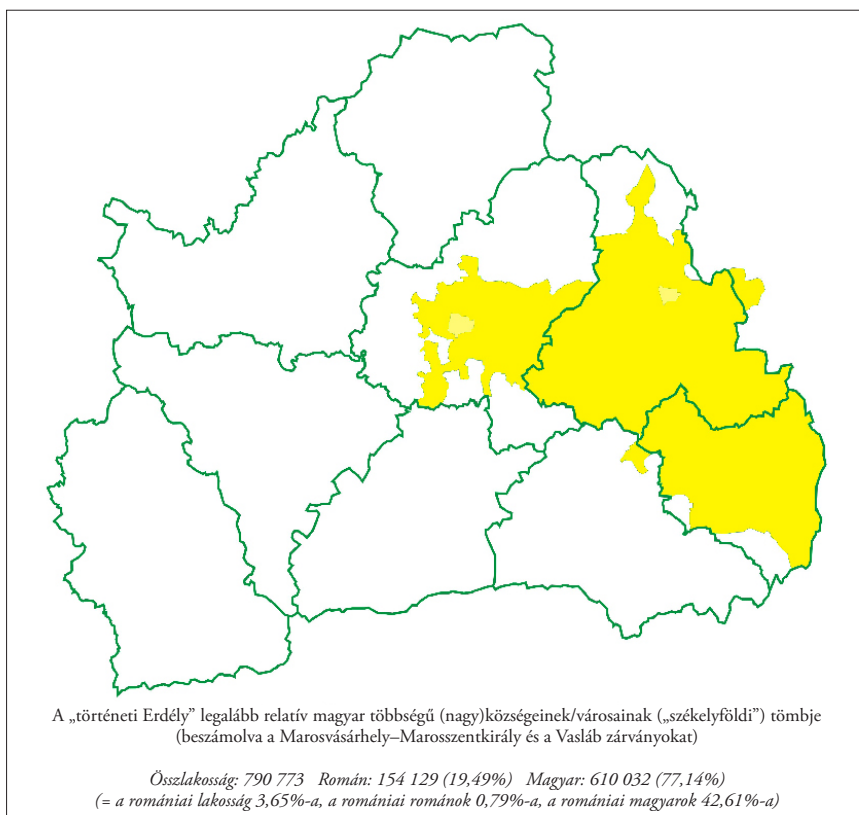 A „történeti Erdély” legalább relatív magyar többségű (nagy)községeinek/városainak („székelyföldi”) tömbje
(beszámolva a Marosvásárhely–Marosszentkirály és a Vasláb zárványokat)
Összlakosság: 790 773 Román: 154 129 (19,49%) Magyar: 610 032 (77,14%)
(= a romániai lakosság 3,65%-a, a romániai románok 0,79%-a, a romániai magyarok 42,61%-a)